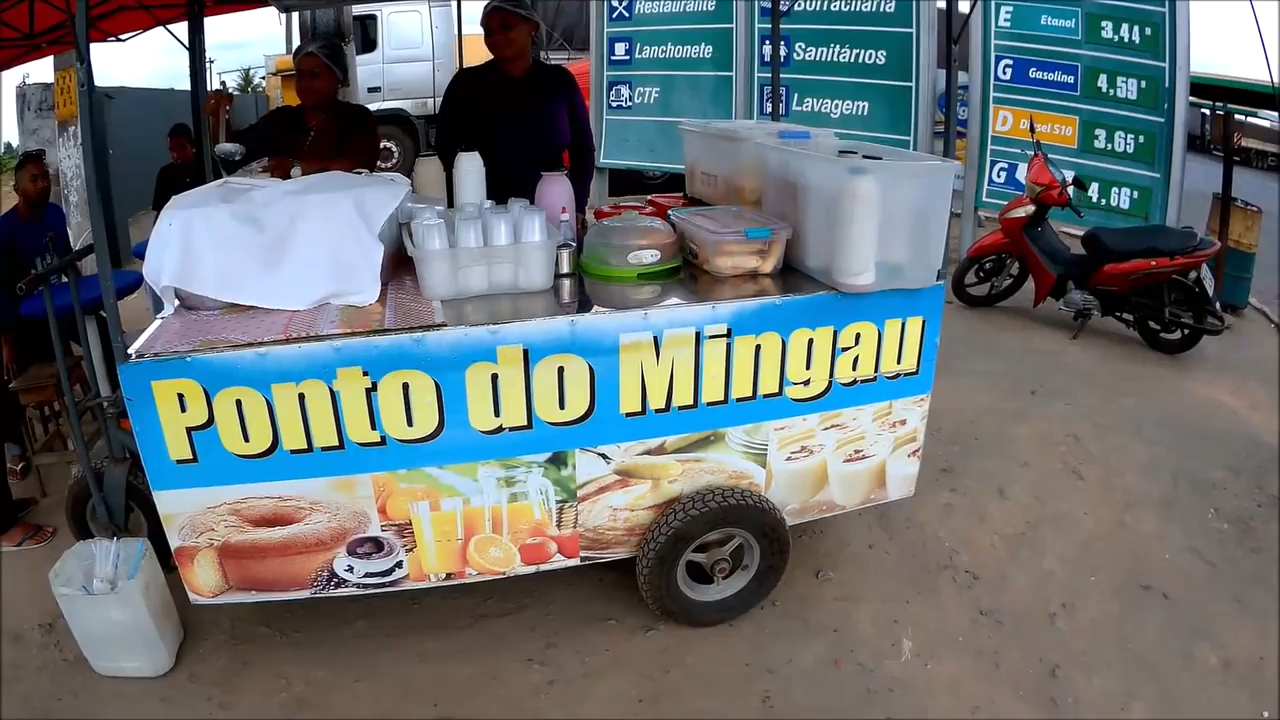 Restaurante
Lanchonete
CTF
Borracharia
Sanitários
Lavagem
E Etanol 3,44
G Gasolina 4,59
D Diesel S10 3,65
G 4,66
Ponto do Mingau